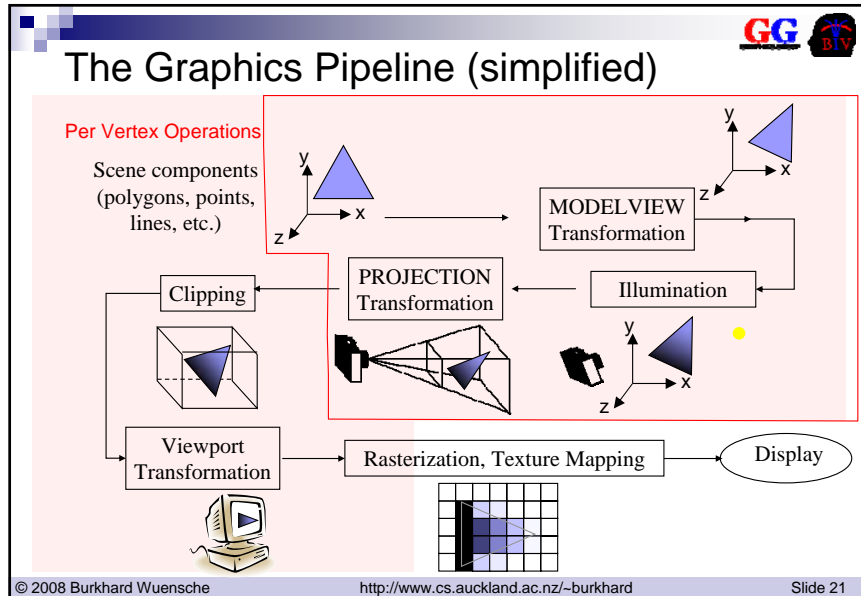 GG
BV
The Graphics Pipeline (simplified)
Per Vertex Operations
Scene components
(polygons, points,
lines, etc.)
y
x
z
y
x
z
MODELVIEW
Transformation
Illumination
PROJECTION
Transformation
Clipping
y
x
z
Viewport
Transformation
Rasterization, Texture Mapping
Display
© 2008 Burkhard Wuensche
http://www.cs.auckland.ac.nz/~burkhard
Slide 21